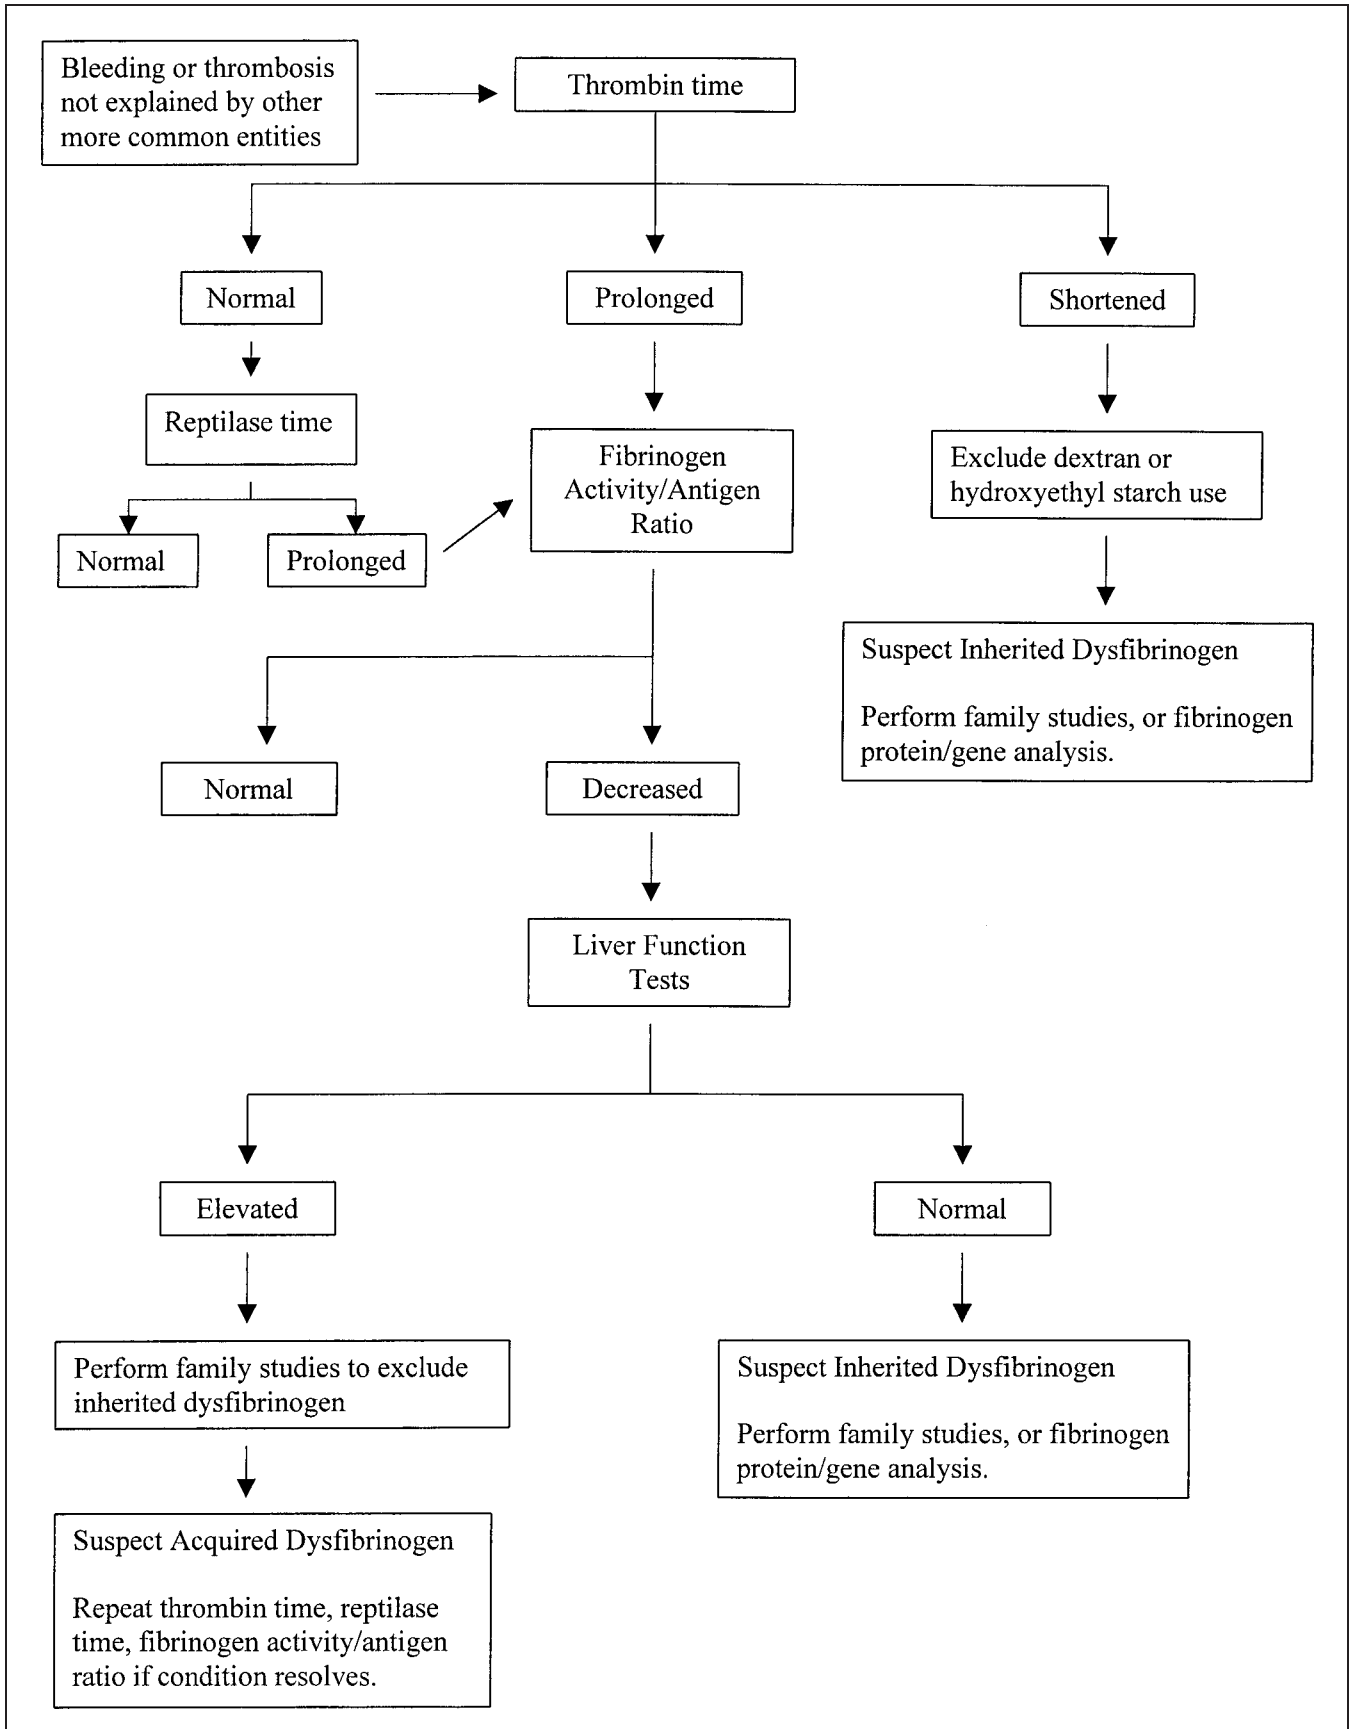 Bleeding or thrombosis
not explained by other
more common entities
Thrombin time
Normal
Prolonged
Shortened
Reptilase time
Fibrinogen
Activity/Antigen
Ratio
Exclude dextran or
hydroxyethyl starch use
Normal
Prolonged
Suspect Inherited Dysfibrinogen
Perform family studies, or fibrinogen
protein/gene analysis.
Normal
Decreased
Liver Function
Tests
Elevated
Normal
Perform family studies to exclude
inherited dysfibrinogen
Suspect Inherited Dysfibrinogen
Perform family studies, or fibrinogen
protein/gene analysis.
Suspect Acquired Dysfibrinogen
Repeat thrombin time, reptilase
time, fibrinogen activity/antigen
ratio if condition resolves.